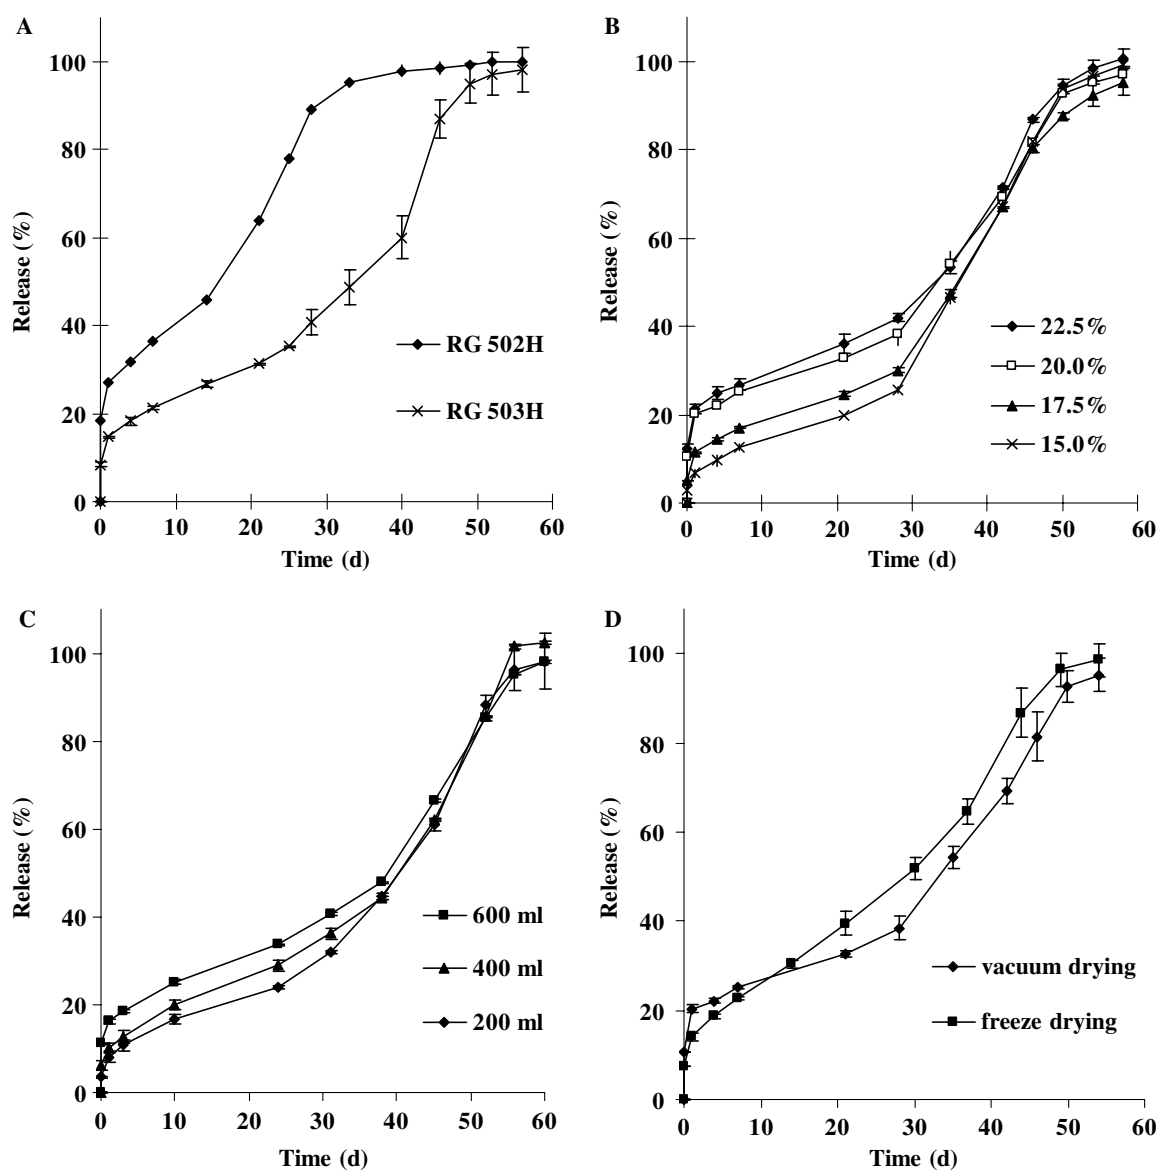 A
100
80
60
40
20
0
Release (%)
RG 502H
RG 503H
0 10 20 30 40 50 60
Time (d)
B
100
80
60
40
20
0
Release (%)
22.5%
20.0%
17.5%
15.0%
0 10 20 30 40 50 60
Time (d)
C
100
80
60
40
20
0
Release (%)
600 ml
400 ml
200 ml
0 10 20 30 40 50 60
Time (d)
D
100
80
60
40
20
0
Release (%)
vacuum drying
freeze drying
0 10 20 30 40 50 60
Time (d)